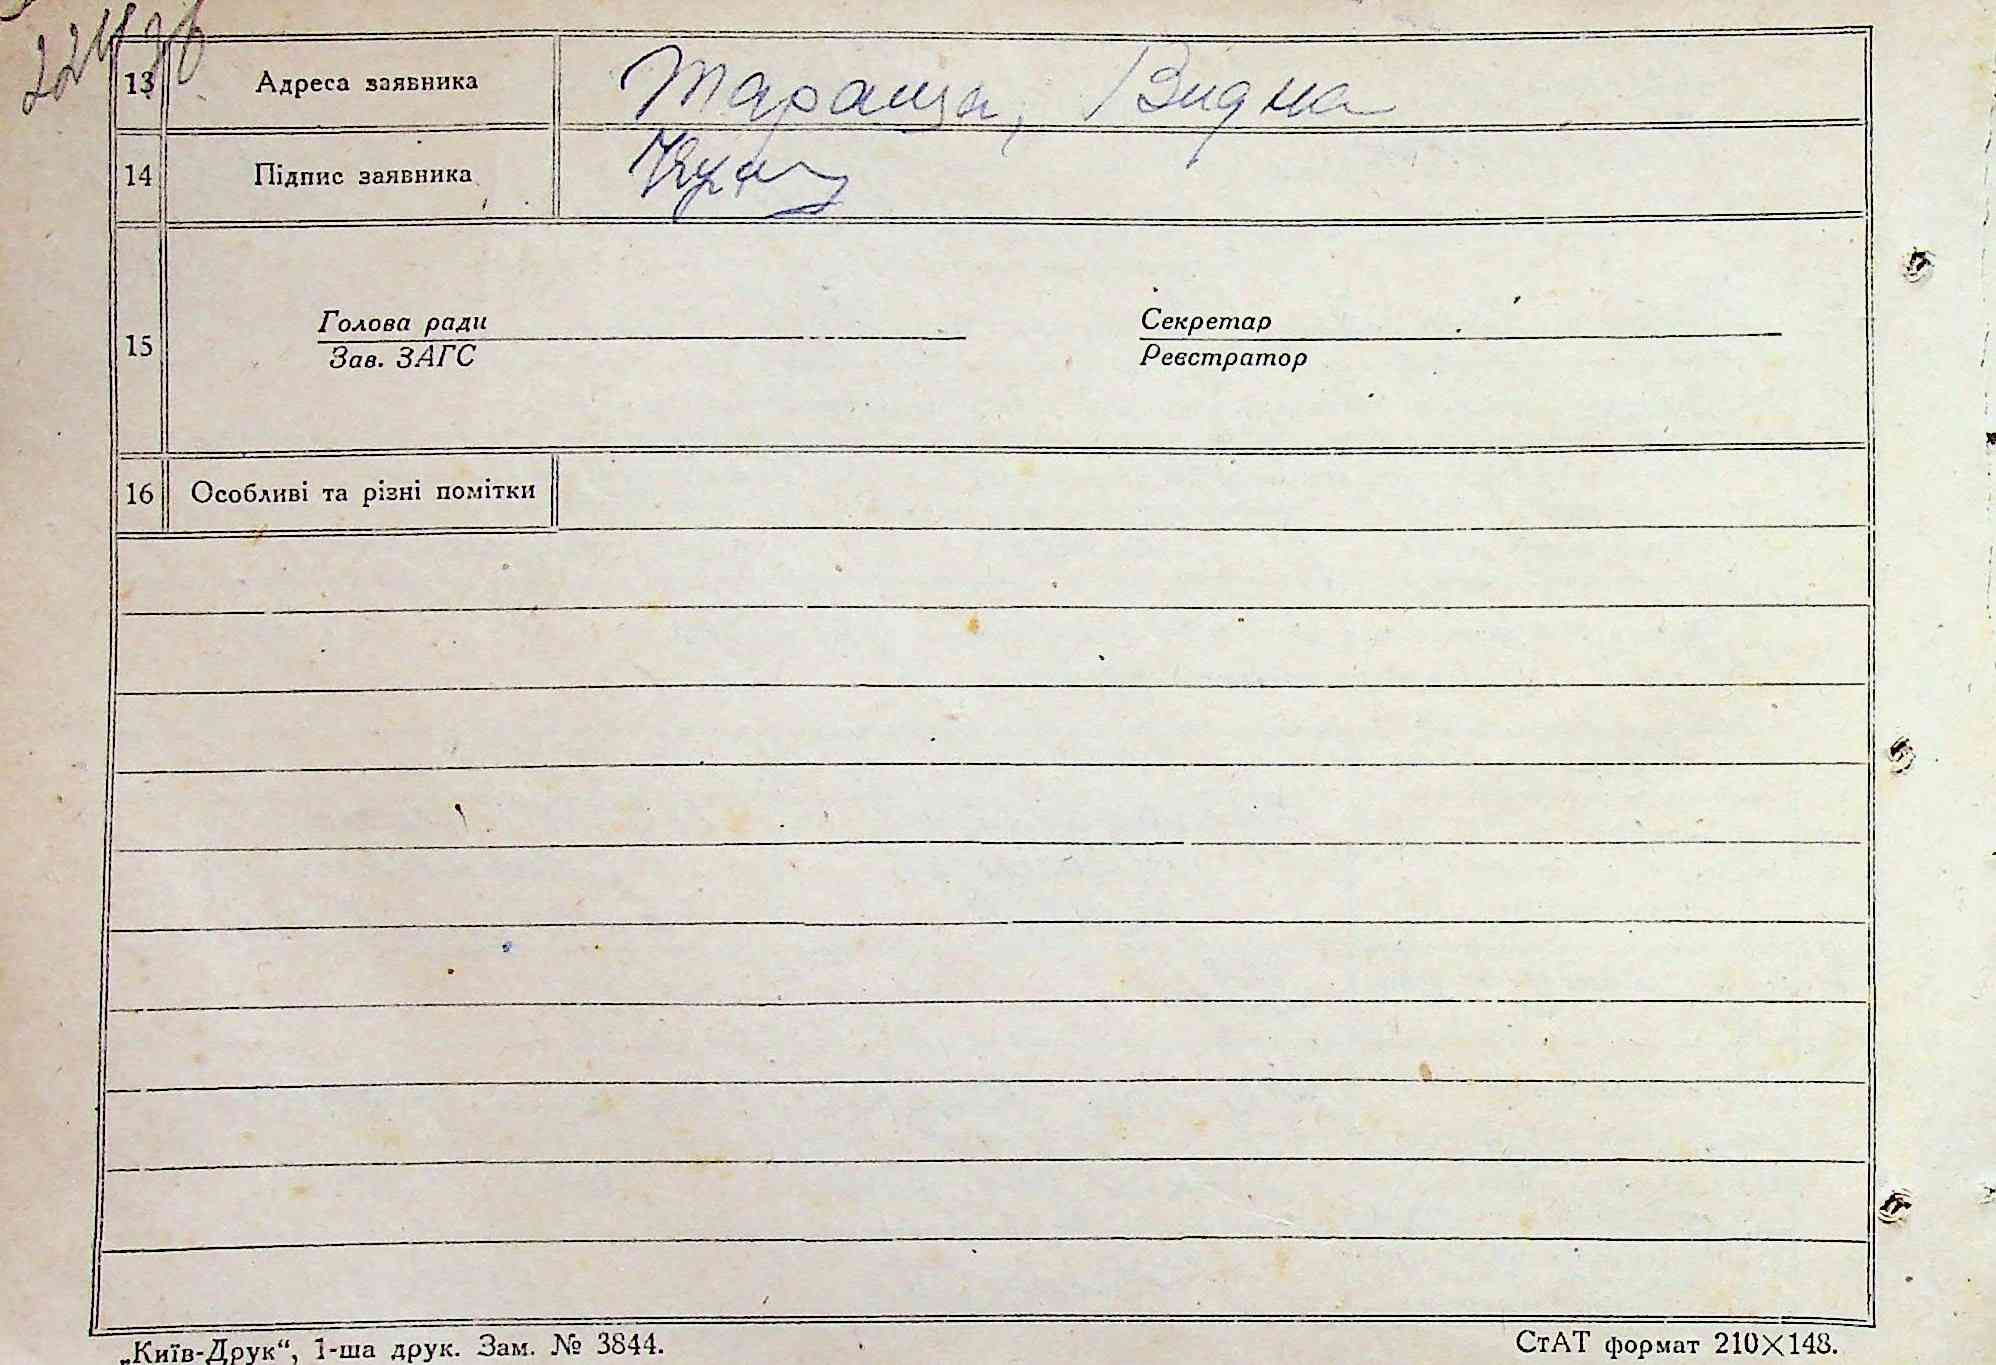 13 Адреса заявника Тараща, Видна
14 Підпис заявника
15
Голова ради Секретар
Зав. ЗАГС Реєстратор
16 Особливі та різні помітки
„Київ-Друк“, 1-ша друк. Зам. № 3844. СтАТ формат 210×148.